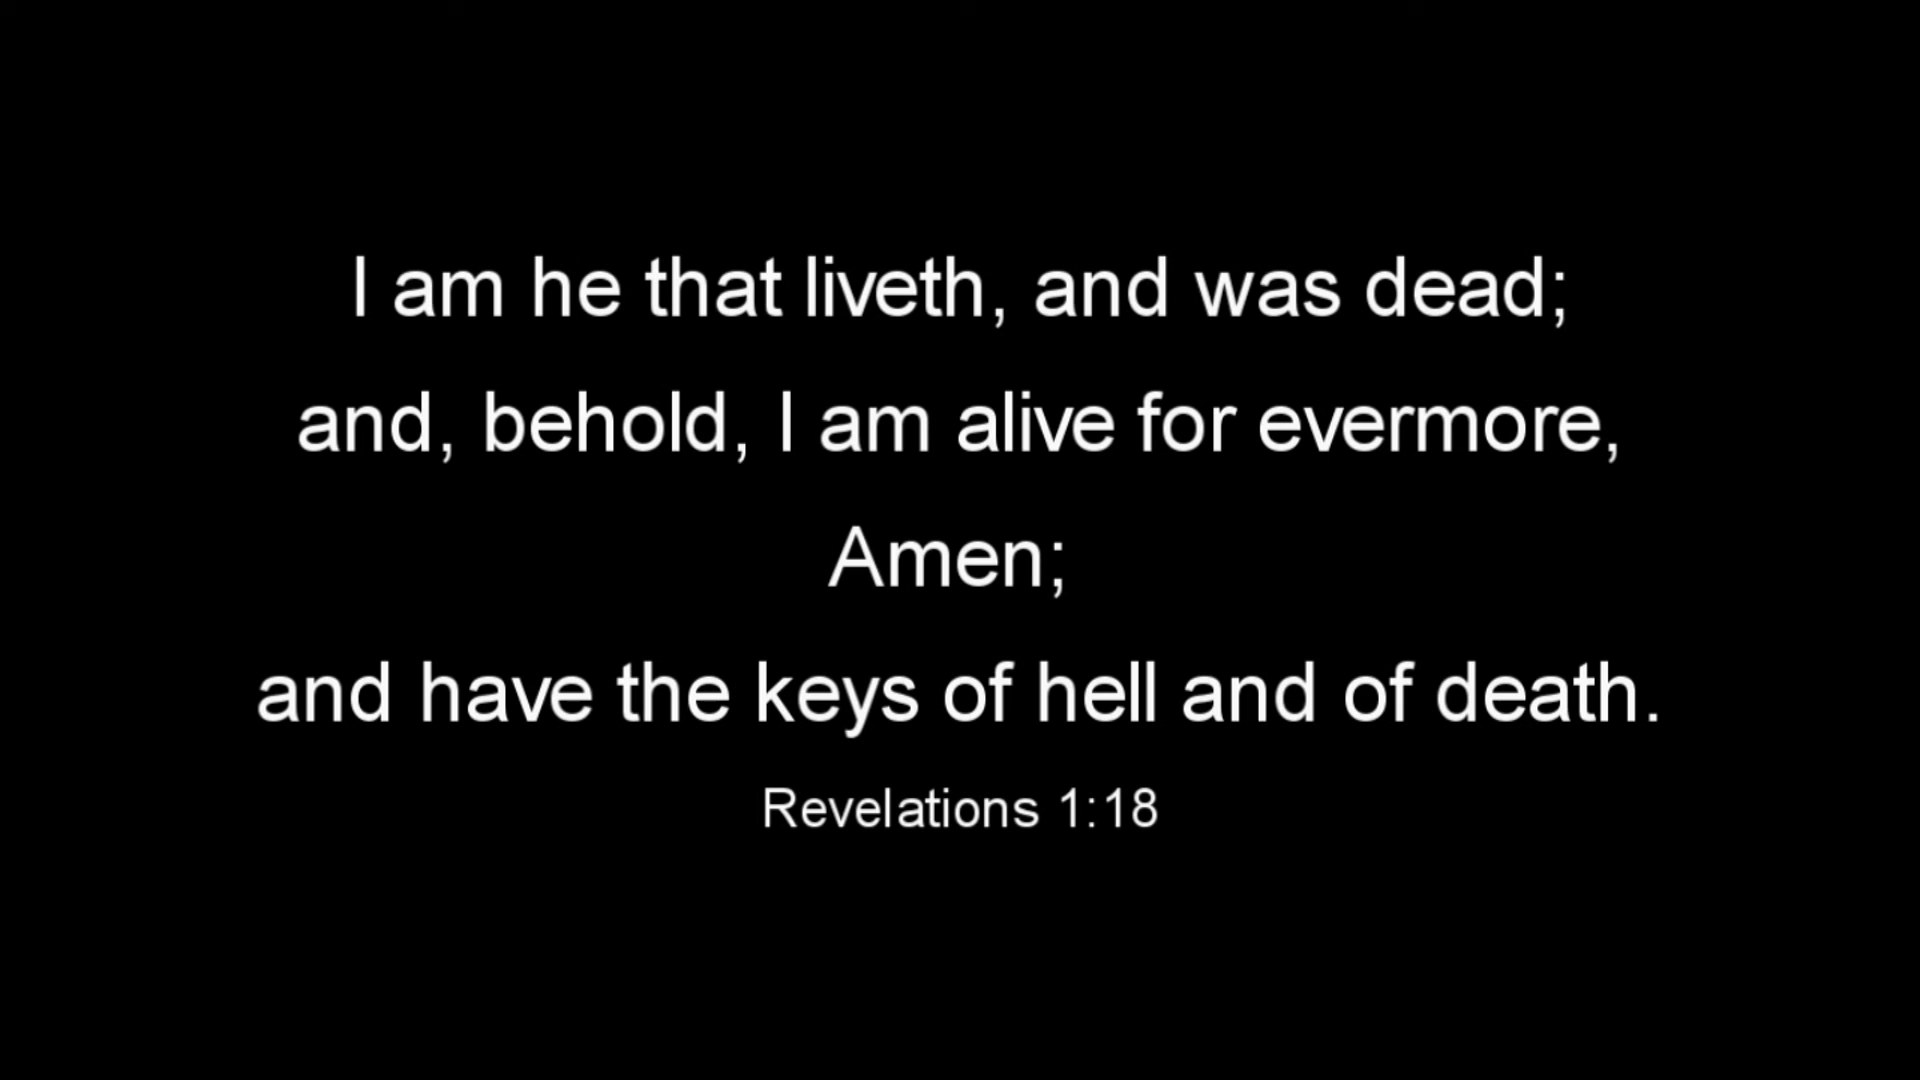 I am he that liveth, and was dead;
and, behold, I am alive for evermore,
Amen;
and have the keys of hell and of death.
Revelations 1:18